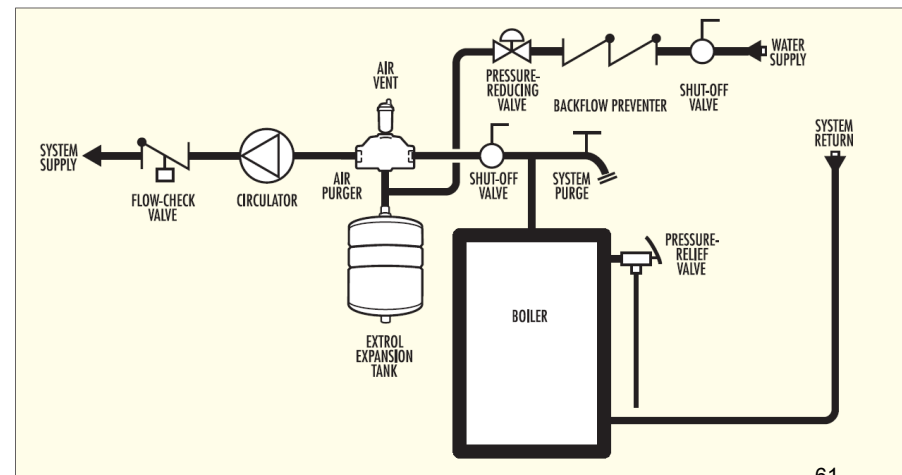 AIR
VENT
PRESSURE-
REDUCING
VALVE
BACKFLOW PREVENTER
SHUT-OFF
VALVE
WATER
SUPPLY
SYSTEM
SUPPLY
FLOW-CHECK
VALVE
CIRCULATOR
AIR
PURGER
SHUT-OFF
VALVE
SYSTEM
PURGE
SYSTEM
RETURN
PRESSURE-
RELIEF
VALVE
BOILER
EXTROL
EXPANSION
TANK
61